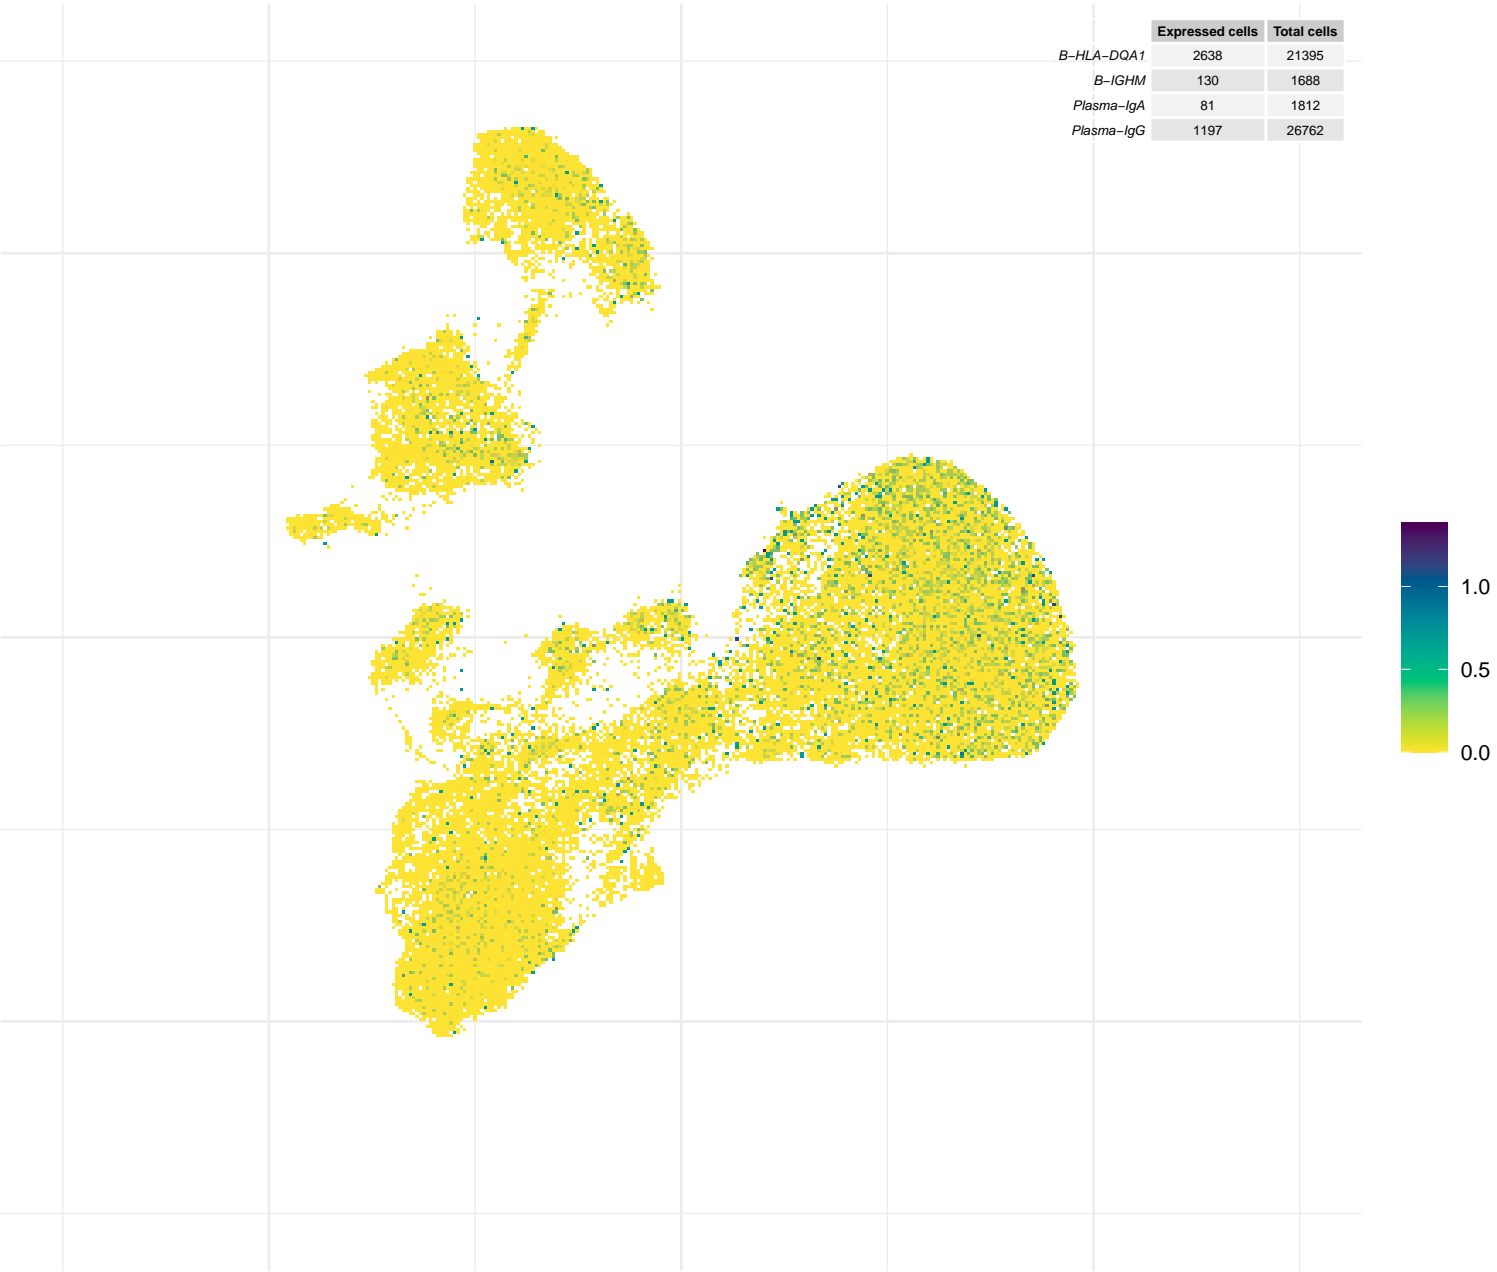 Expressed cells Total cells
B−HLA−DQA1 2638 21395
B−IGHM 130 1688
Plasma−IgA 81 1812
Plasma−IgG 1197 26762
1.0
0.5
0.0